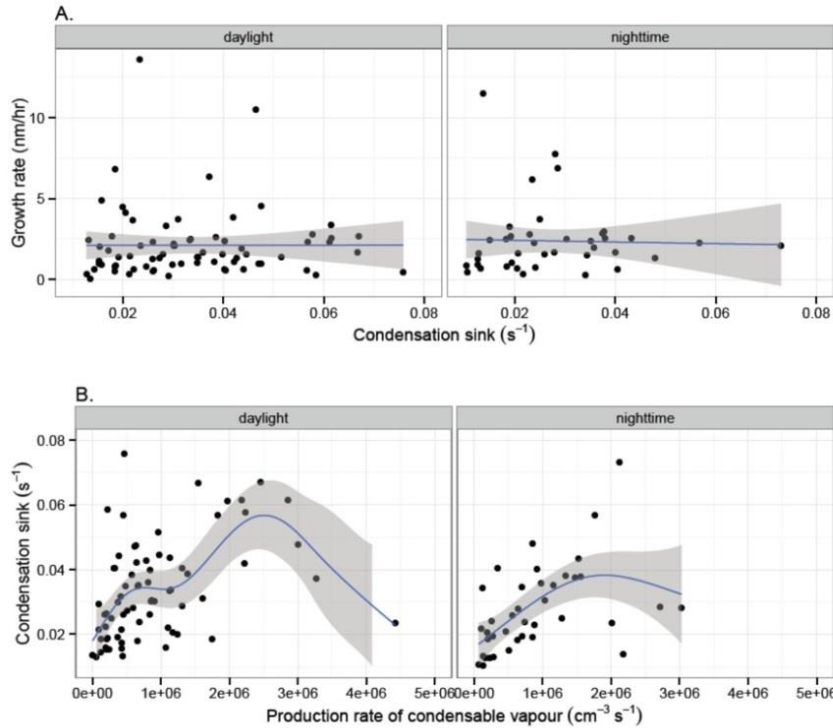 A.
daylight nighttime
Growth rate (nm/hr)
10
5
0
0.02 0.04 0.06 0.08 0.02 0.04 0.06 0.08
Condensation sink (s⁻¹)
B.
daylight nighttime
Condensation sink (s⁻¹)
0.08
0.06
0.04
0.02
0e+00 1e+06 2e+06 3e+06 4e+06 5e+06 0e+00 1e+06 2e+06 3e+06 4e+06 5e+0
Production rate of condensable vapour (cm⁻³ s⁻¹)